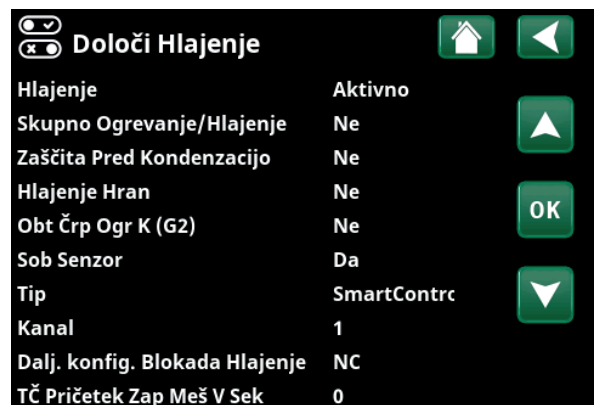 Določi Hlajenje
Hlajenje Aktivno
Skupno Ogrevanje/Hlajenje Ne
Zaščita Pred Kondenzacijo Ne
Hlajenje Hran Ne
Obt Črp Ogr K (G2) Ne
OK
Sob Senzor Da
Tip SmartContrc
Kanal 1
Dalj. konfig. Blokada Hlajenje NC
TČ Pričetek Zap Meš V Sek 0